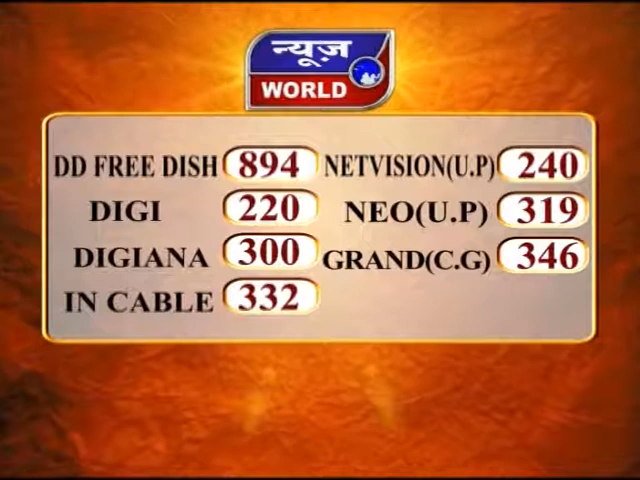 न्यूज़
WORLD
DD FREE DISH 894 NETVISION(U.P) 240
DIGI 220 NEO(U.P) 319
DIGIANA 300 GRAND(C.G) 346
IN CABLE 332